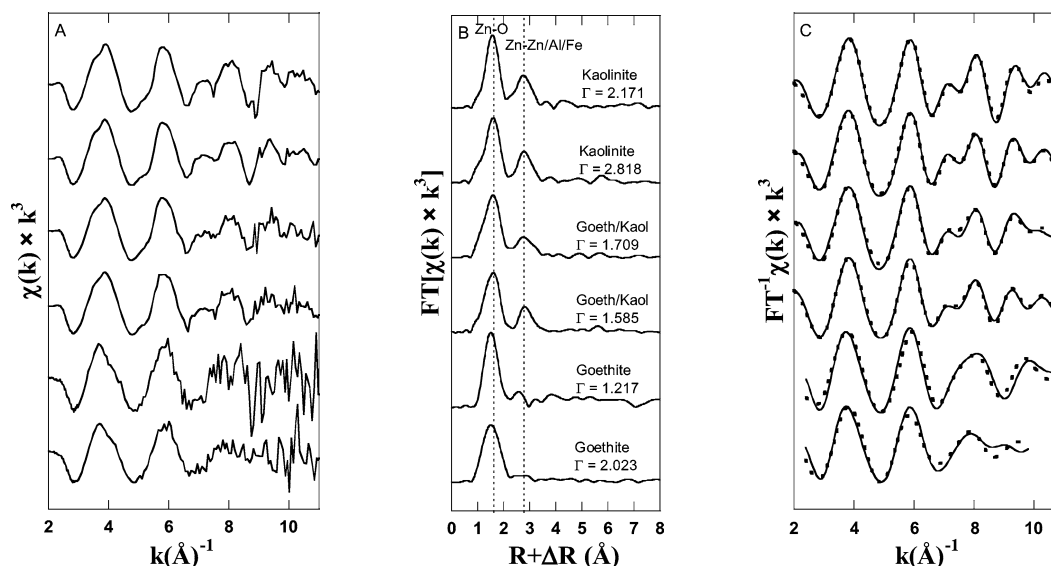 A
χ(k) × k³
2 4 6 8 10
k(Å)⁻¹
B
Zn-O
Zn-Zn/Al/Fe
Kaolinite
Γ = 2.171
Kaolinite
Γ = 2.818
Goeth/Kaol
Γ = 1.709
Goeth/Kaol
Γ = 1.585
Goethite
Γ = 1.217
Goethite
Γ = 2.023
FT[χ(k) × k³]
0 1 2 3 4 5 6 7 8
R+ΔR (Å)
C
FT⁻¹χ(k) × k³
2 4 6 8 10
k(Å)⁻¹